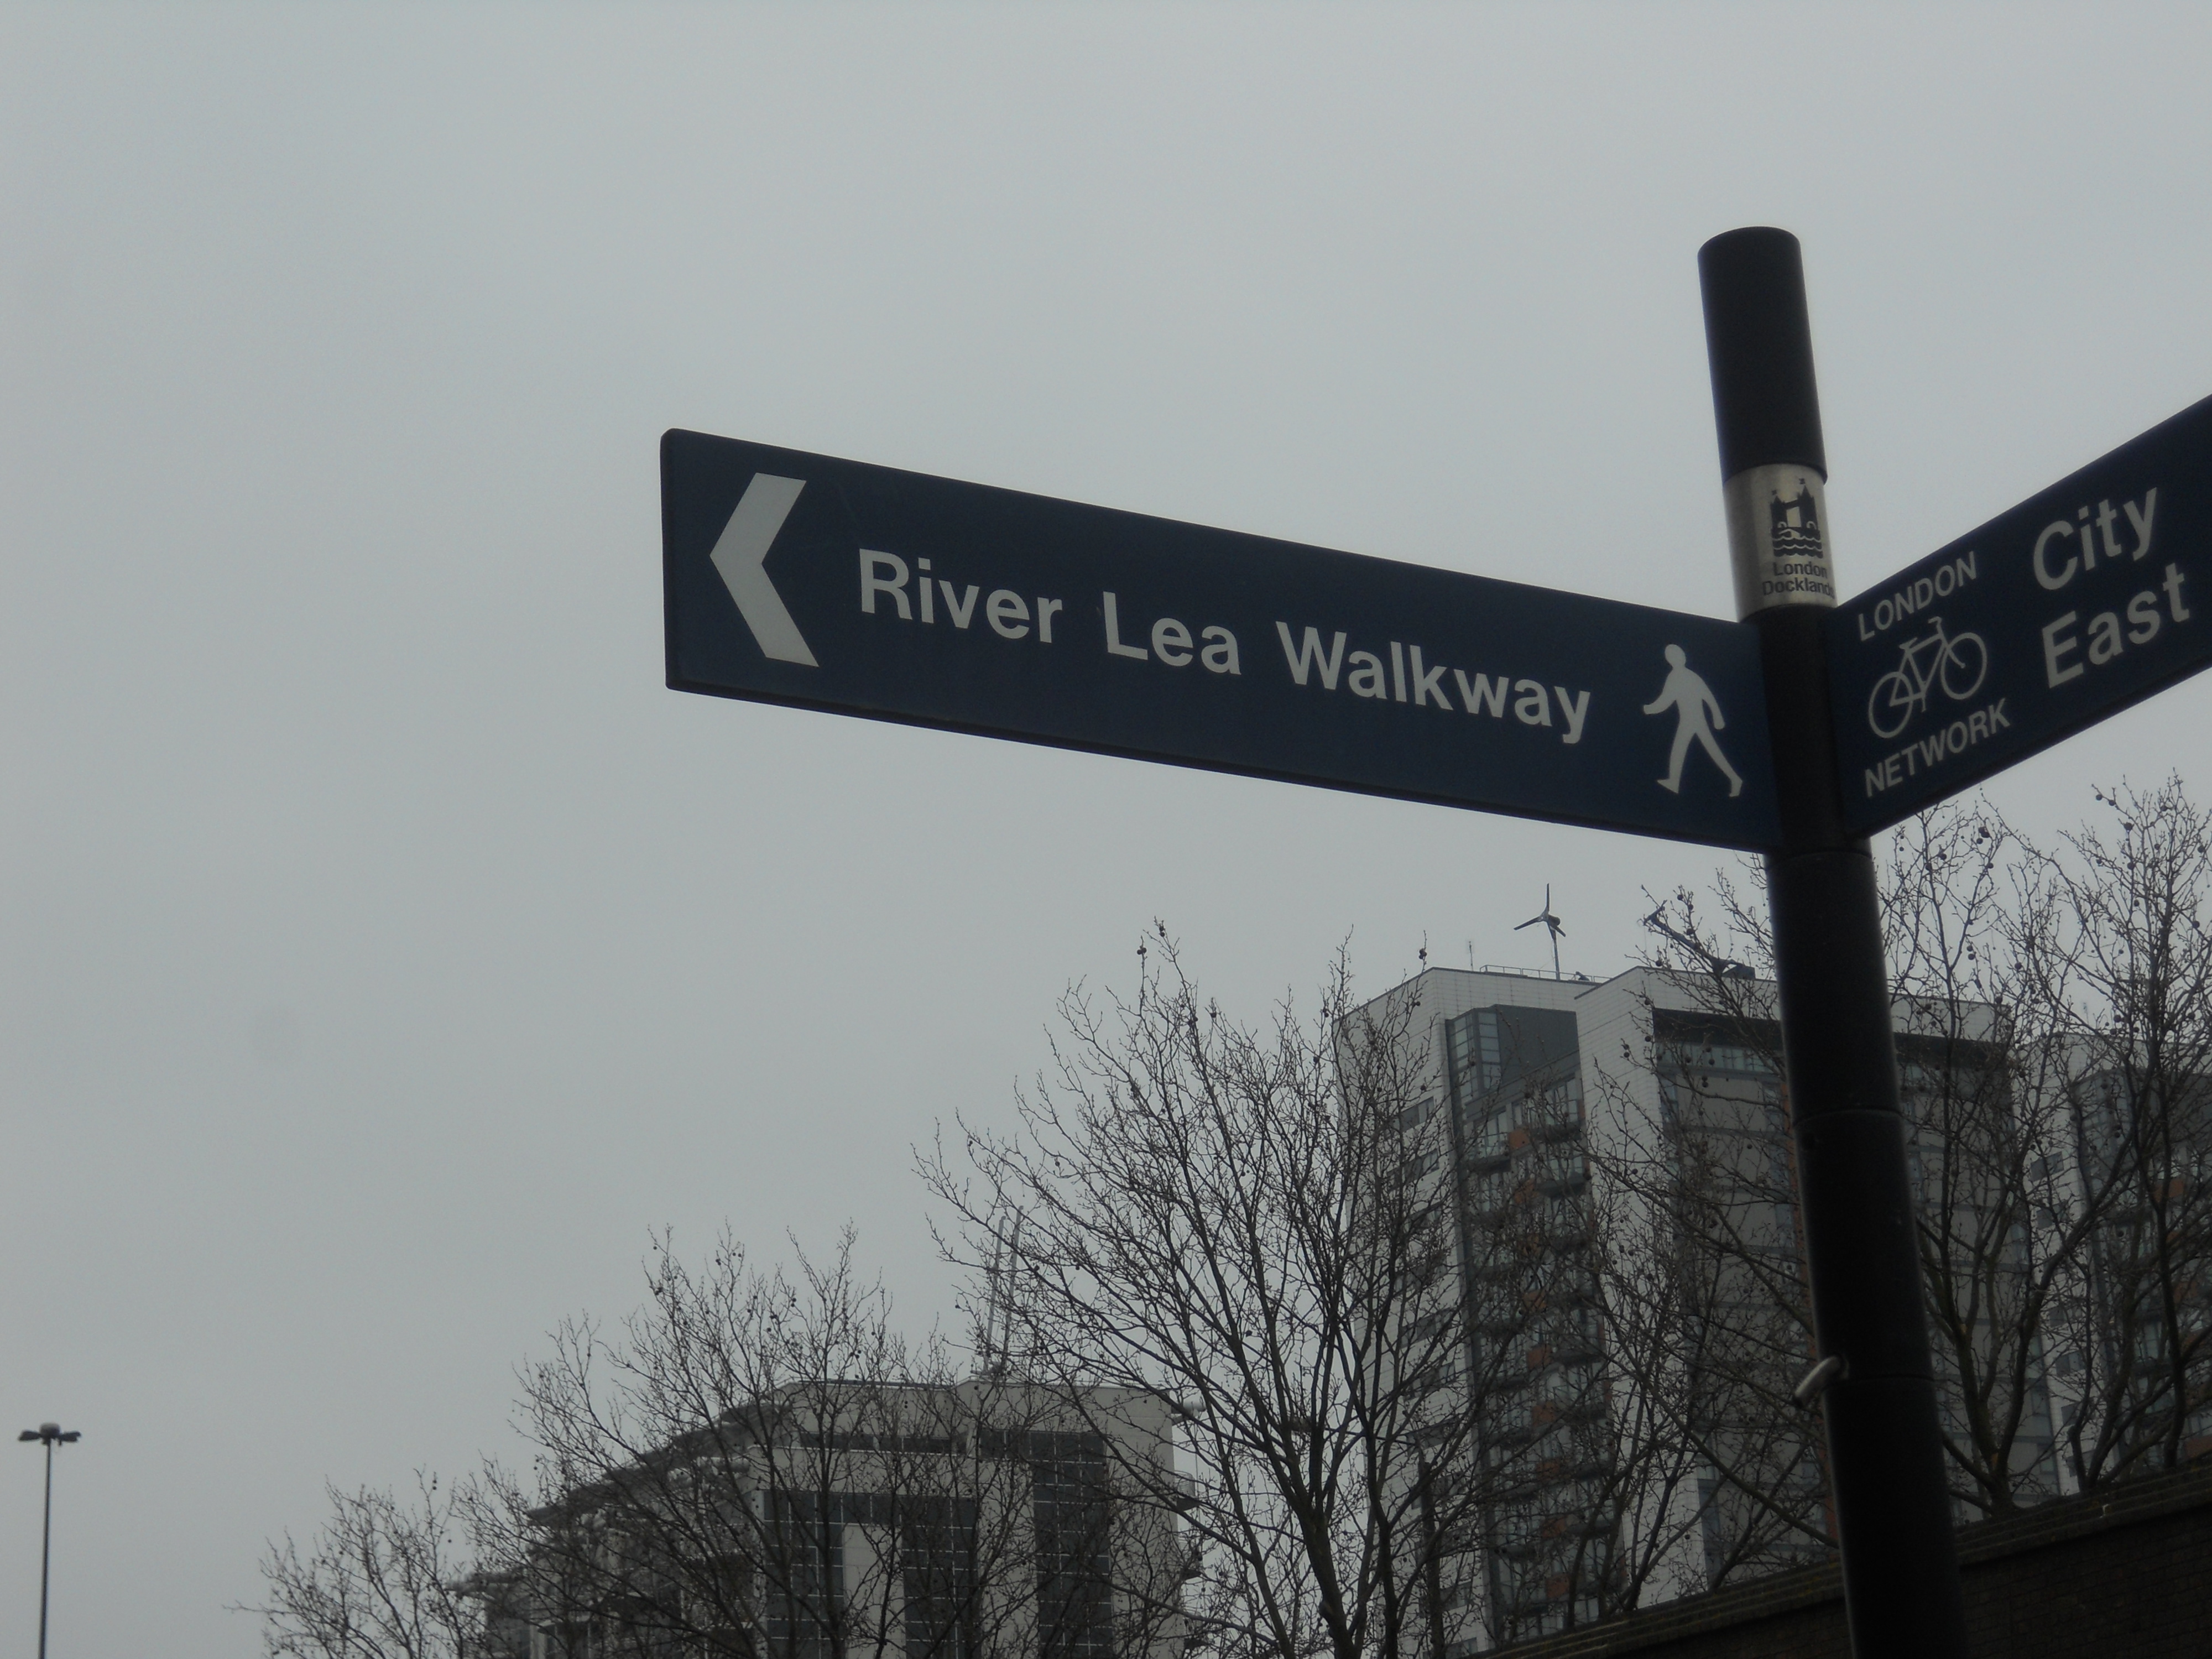 River Lea Walkway
London
Docklands
LONDON
NETWORK
City
East